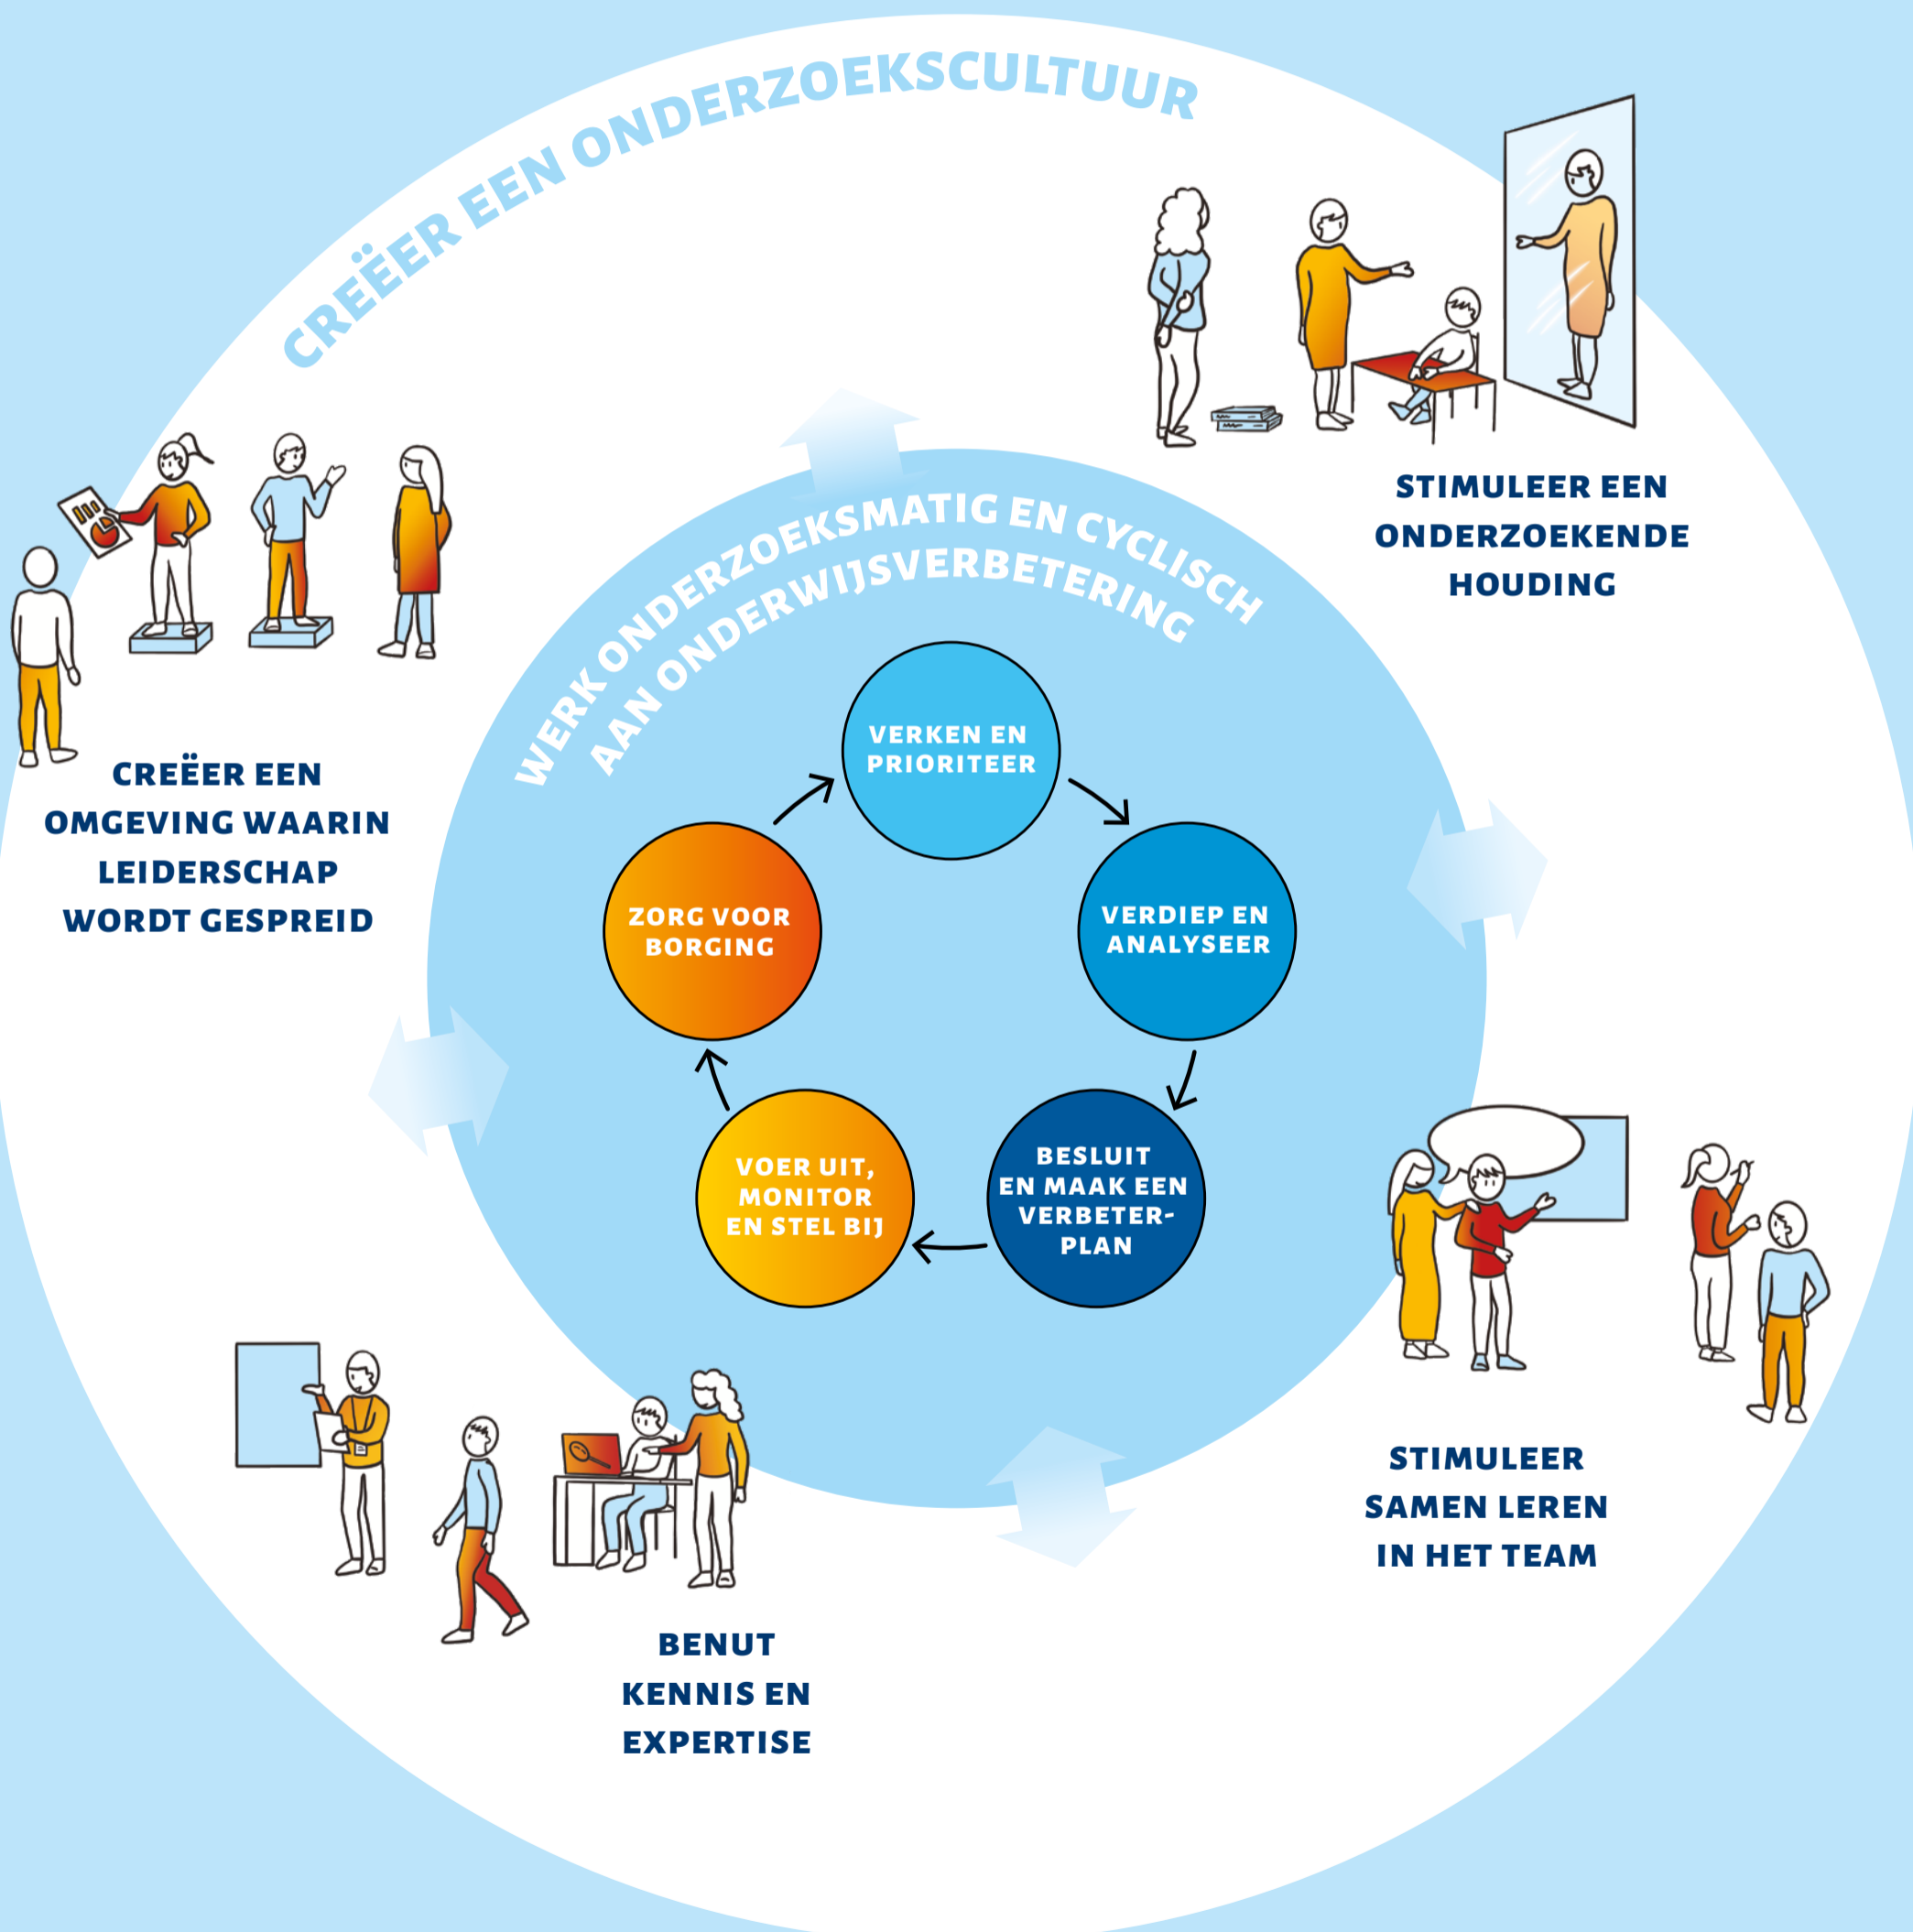 CREËER EEN ONDERZOEKSCULTUUR
STIMULEER EEN
ONDERZOEKENDE
HOUDING
WERK ONDERZOEKSMATIG EN CYCLISCH
AAN ONDERWIJSVERBETERING
CREËER EEN
OMGEVING WAARIN
LEIDERSCHAP
WORDT GESPREID
VERKEN EN
PRIORITEER
VERDIEP EN
ANALYSEER
BESLUIT
EN MAAK EEN
VERBETER-
PLAN
VOER UIT,
MONITOR
EN STEL BIJ
ZORG VOOR
BORGING
STIMULEER
SAMEN LEREN
IN HET TEAM
BENUT
KENNIS EN
EXPERTISE